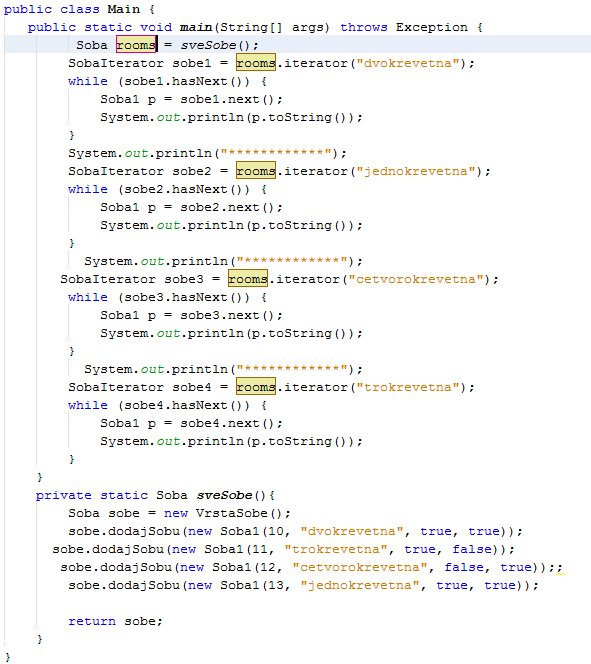 public class Main {
public static void main(String[] args) throws Exception {
Soba rooms = sveSobe();
SobaIterator sobe1 = rooms.iterator("dvokrevetna");
while (sobe1.hasNext()) {
Soba1 p = sobe1.next();
System.out.println(p.toString());
}
System.out.println("************");
SobaIterator sobe2 = rooms.iterator("jednokrevetna");
while (sobe2.hasNext()) {
Soba1 p = sobe2.next();
System.out.println(p.toString());
}
System.out.println("************");
SobaIterator sobe3 = rooms.iterator("cetvorokrevetna");
while (sobe3.hasNext()) {
Soba1 p = sobe3.next();
System.out.println(p.toString());
}
System.out.println("************");
SobaIterator sobe4 = rooms.iterator("trokrevetna");
while (sobe4.hasNext()) {
Soba1 p = sobe4.next();
System.out.println(p.toString());
}
}
private static Soba sveSobe(){
Soba sobe = new VrstaSobe();
sobe.dodajSobu(new Soba1(10, "dvokrevetna", true, true));
sobe.dodajSobu(new Soba1(11, "trokrevetna", true, false));
sobe.dodajSobu(new Soba1(12, "cetvorokrevetna", false, true));;
sobe.dodajSobu(new Soba1(13, "jednokrevetna", true, true));
return sobe;
}
}